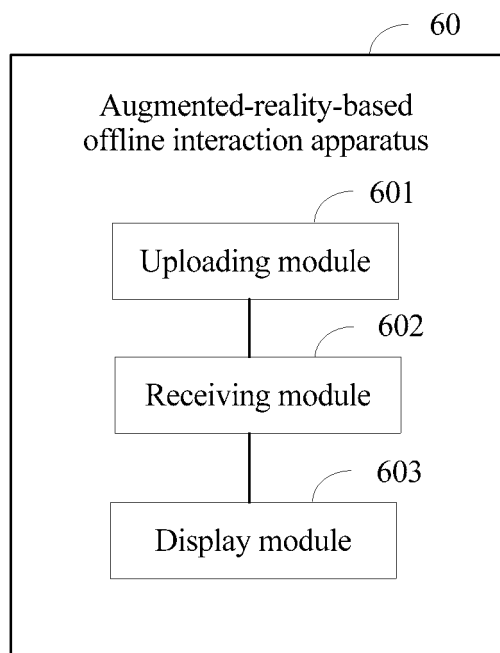 60
Augmented-reality-based
offline interaction apparatus
601
Uploading module
602
Receiving module
603
Display module